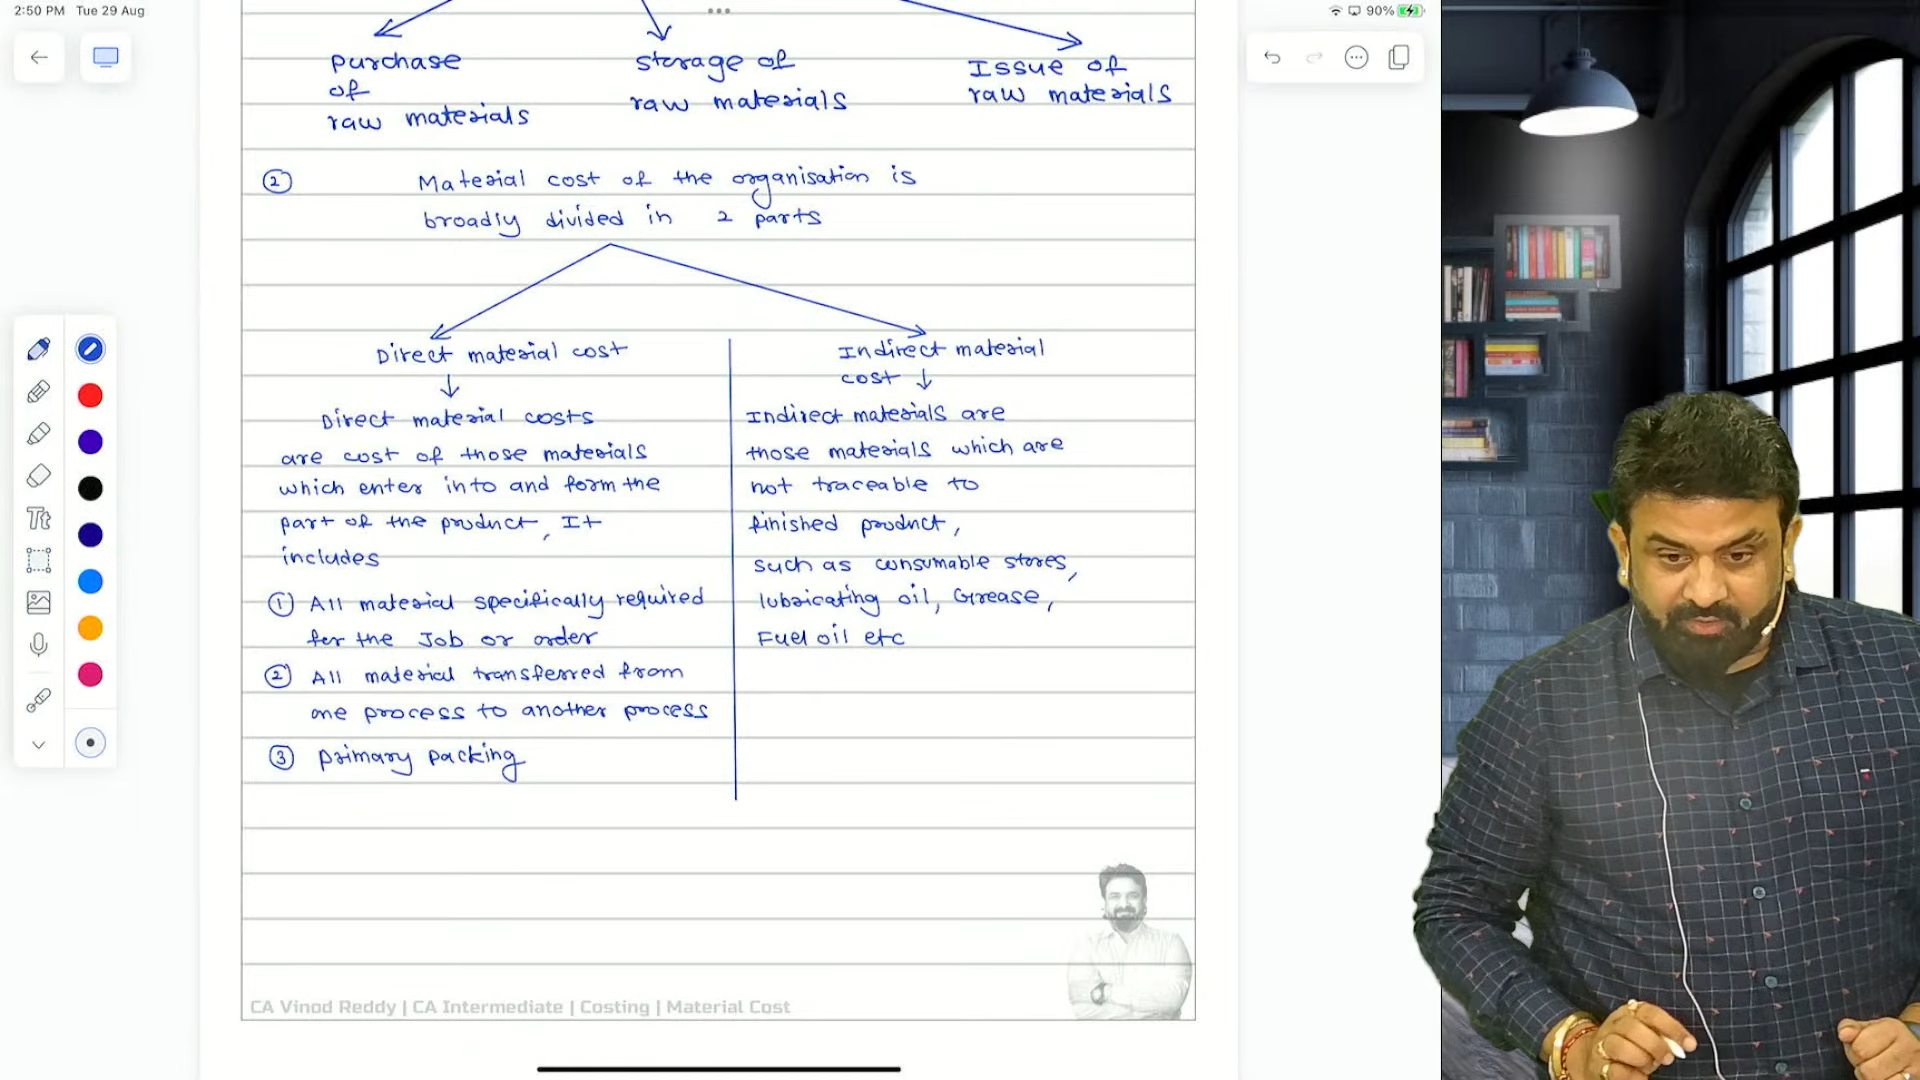 2:50 PM Tue 29 Aug
90%
purchase
of
raw materials
storage of
raw materials
Issue of
raw materials
② Material cost of the organisation is
broadly divided in 2 parts
Direct material cost
Direct material costs
are cost of those materials
which enter into and form the
part of the product, It
includes
① All material specifically required
for the Job or order
② All material transferred from
one process to another process
③ primary packing
Indirect material
cost
Indirect materials are
those materials which are
not traceable to
finished product,
such as consumable stores,
lubricating oil, Grease,
Fuel oil etc
Tt
CA Vinod Reddy | CA Intermediate | Costing | Material Cost